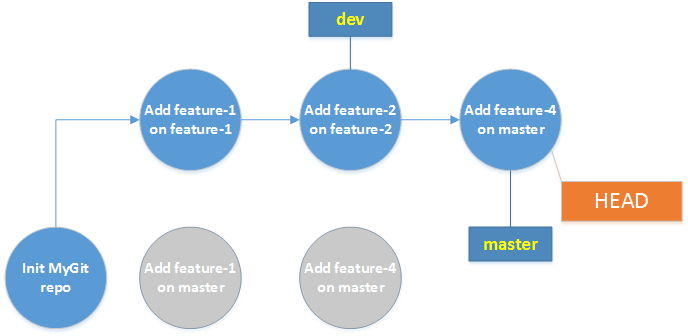 dev
Add feature-1
on feature-1
Add feature-2
on feature-2
Add feature-4
on master
HEAD
master
Init MyGit
repo
Add feature-1
on master
Add feature-4
on master